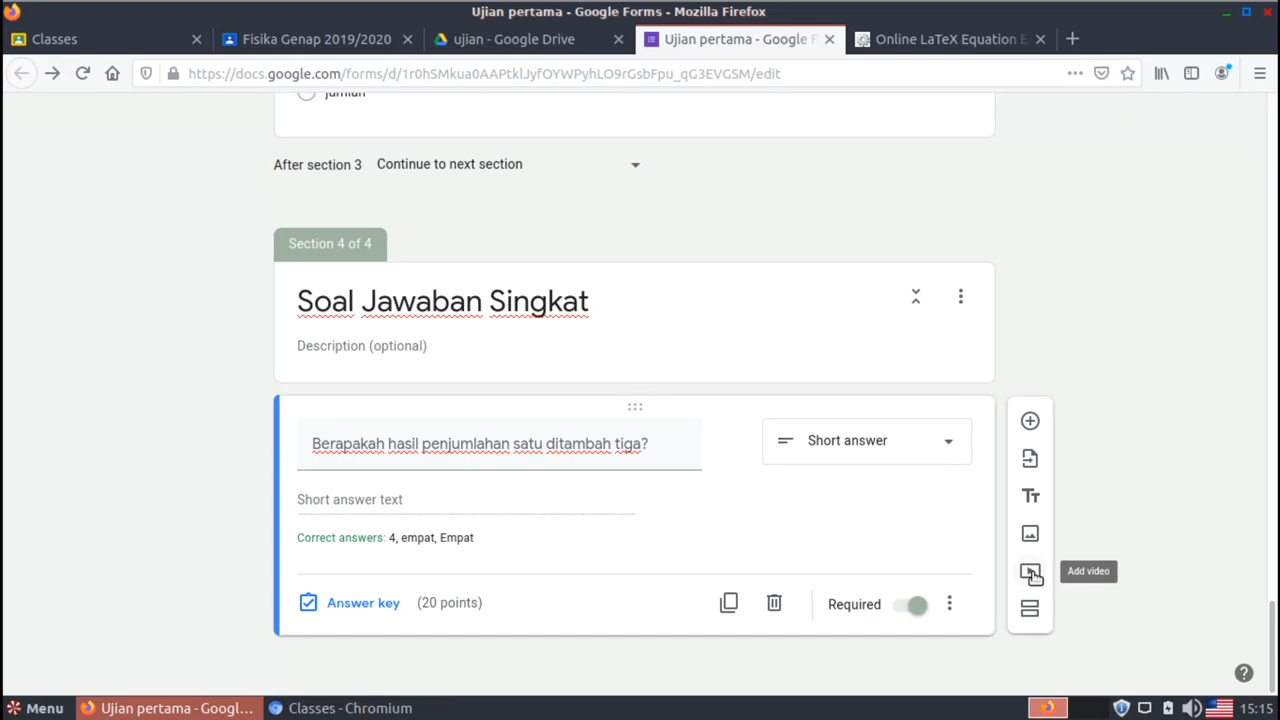 Ujian pertama - Google Forms - Mozilla Firefox
Classes
Fisika Genap 2019/2020
ujian - Google Drive
Ujian pertama - Google F
Online LaTeX Equation E
https://docs.google.com/forms/d/1r0hSMkua0AAPtklJyfOYWPyhLO9rGsbFpu_qG3EVGSM/edit
jumlah
After section 3 Continue to next section
Section 4 of 4
Soal Jawaban Singkat
Description (optional)
Berapakah hasil penjumlahan satu ditambah tiga?
Short answer
Short answer text
Correct answers: 4, empat, Empat
Tт
Add video
Answer key (20 points)
Required
Menu
Ujian pertama - Googl...
Classes - Chromium
15:15